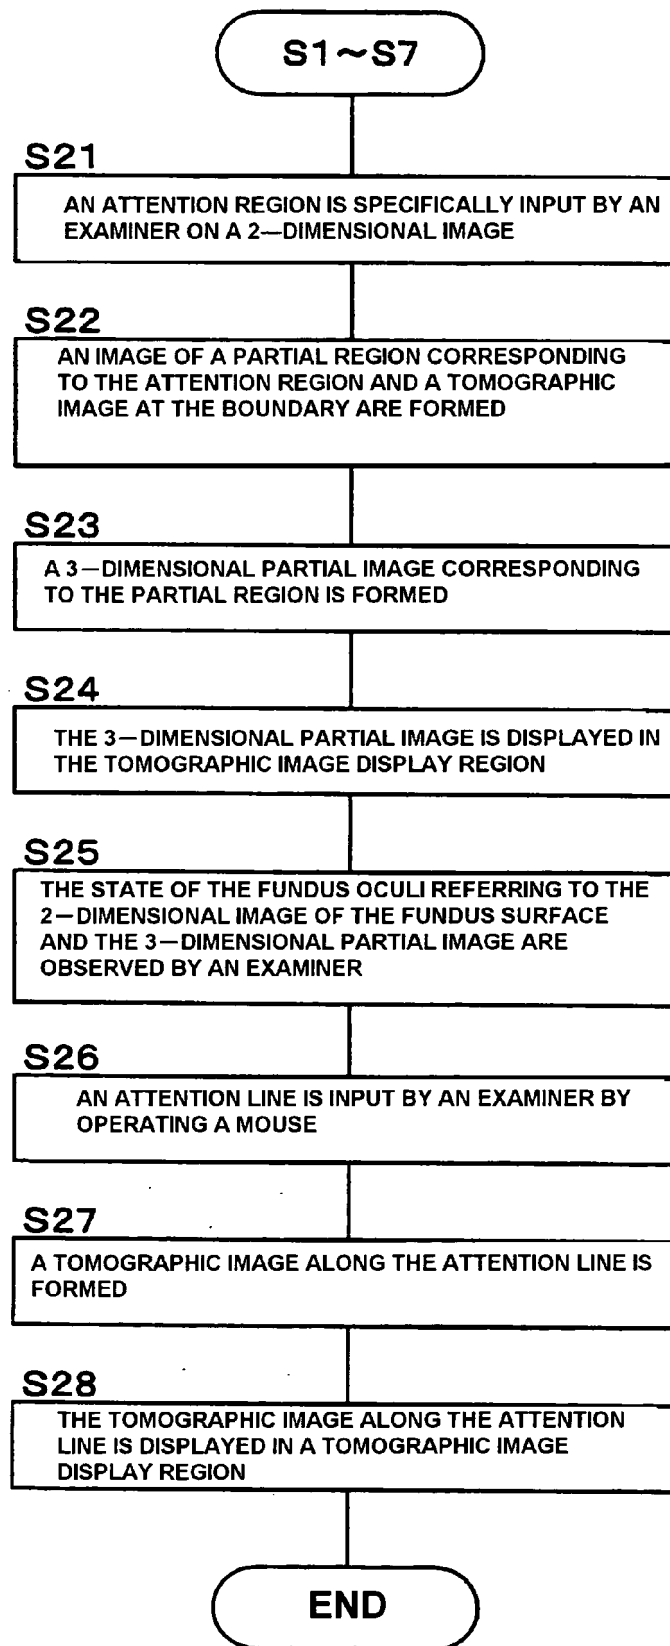 S1～S7
S21
AN ATTENTION REGION IS SPECIFICALLY INPUT BY AN
EXAMINER ON A 2—DIMENSIONAL IMAGE
S22
AN IMAGE OF A PARTIAL REGION CORRESPONDING
TO THE ATTENTION REGION AND A TOMOGRAPHIC
IMAGE AT THE BOUNDARY ARE FORMED
S23
A 3—DIMENSIONAL PARTIAL IMAGE CORRESPONDING
TO THE PARTIAL REGION IS FORMED
S24
THE 3—DIMENSIONAL PARTIAL IMAGE IS DISPLAYED IN
THE TOMOGRAPHIC IMAGE DISPLAY REGION
S25
THE STATE OF THE FUNDUS OCULI REFERRING TO THE
2—DIMENSIONAL IMAGE OF THE FUNDUS SURFACE
AND THE 3—DIMENSIONAL PARTIAL IMAGE ARE
OBSERVED BY AN EXAMINER
S26
AN ATTENTION LINE IS INPUT BY AN EXAMINER BY
OPERATING A MOUSE
S27
A TOMOGRAPHIC IMAGE ALONG THE ATTENTION LINE IS
FORMED
S28
THE TOMOGRAPHIC IMAGE ALONG THE ATTENTION
LINE IS DISPLAYED IN A TOMOGRAPHIC IMAGE
DISPLAY REGION
END